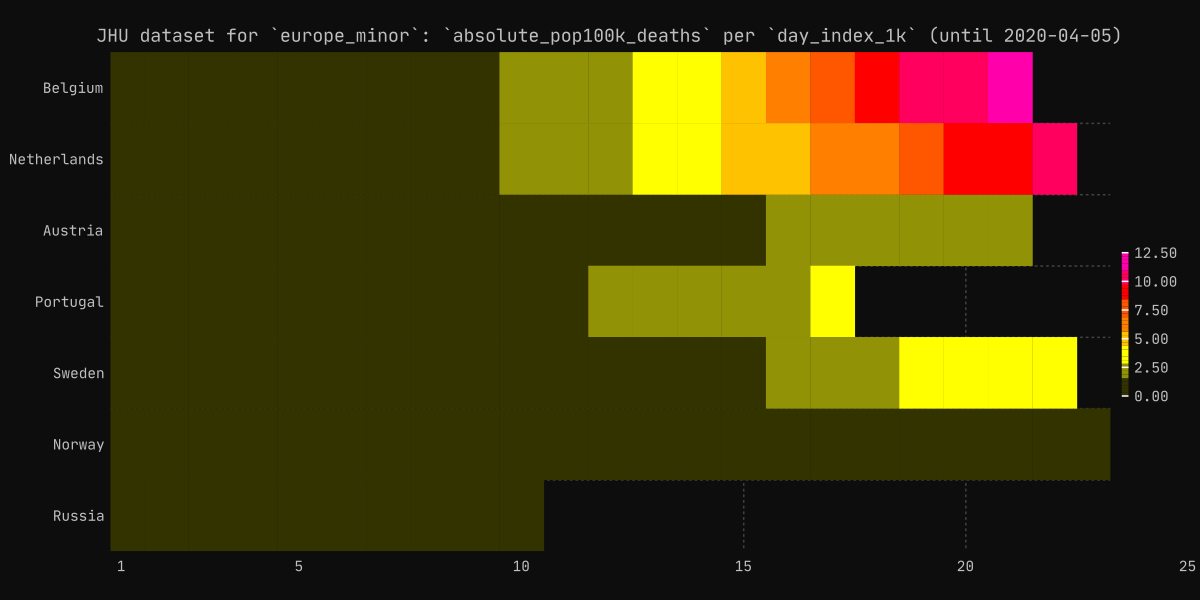 JHU dataset for `europe_minor`: `absolute_pop100k_deaths` per `day_index_1k` (until 2020-04-05)
Belgium
Netherlands
Austria
Portugal
Sweden
Norway
Russia
12.50
10.00
7.50
5.00
2.50
0.00
1 5 10 15 20 25